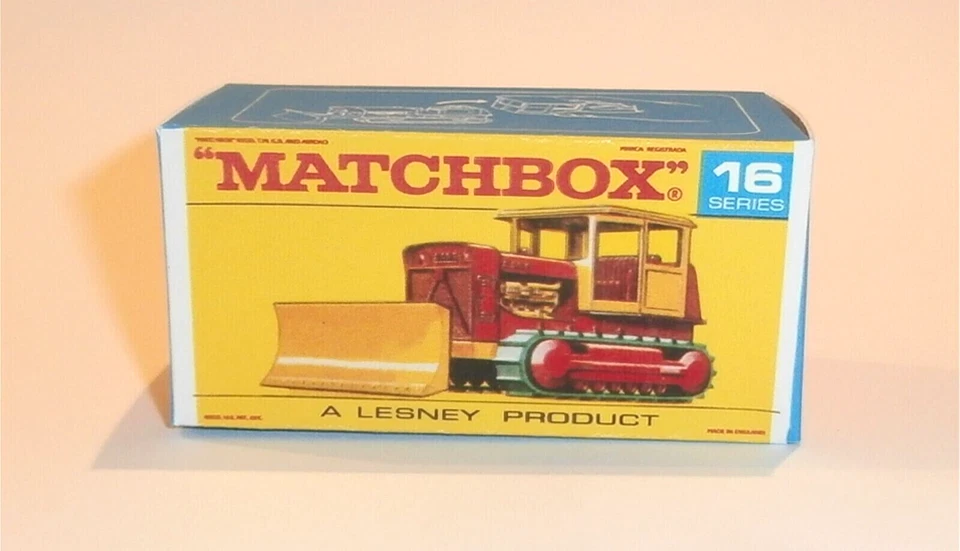 MARCA REGISTRADA
“MATCHBOX”®
16
SERIES
A LESNEY PRODUCT
MADE IN ENGLAND